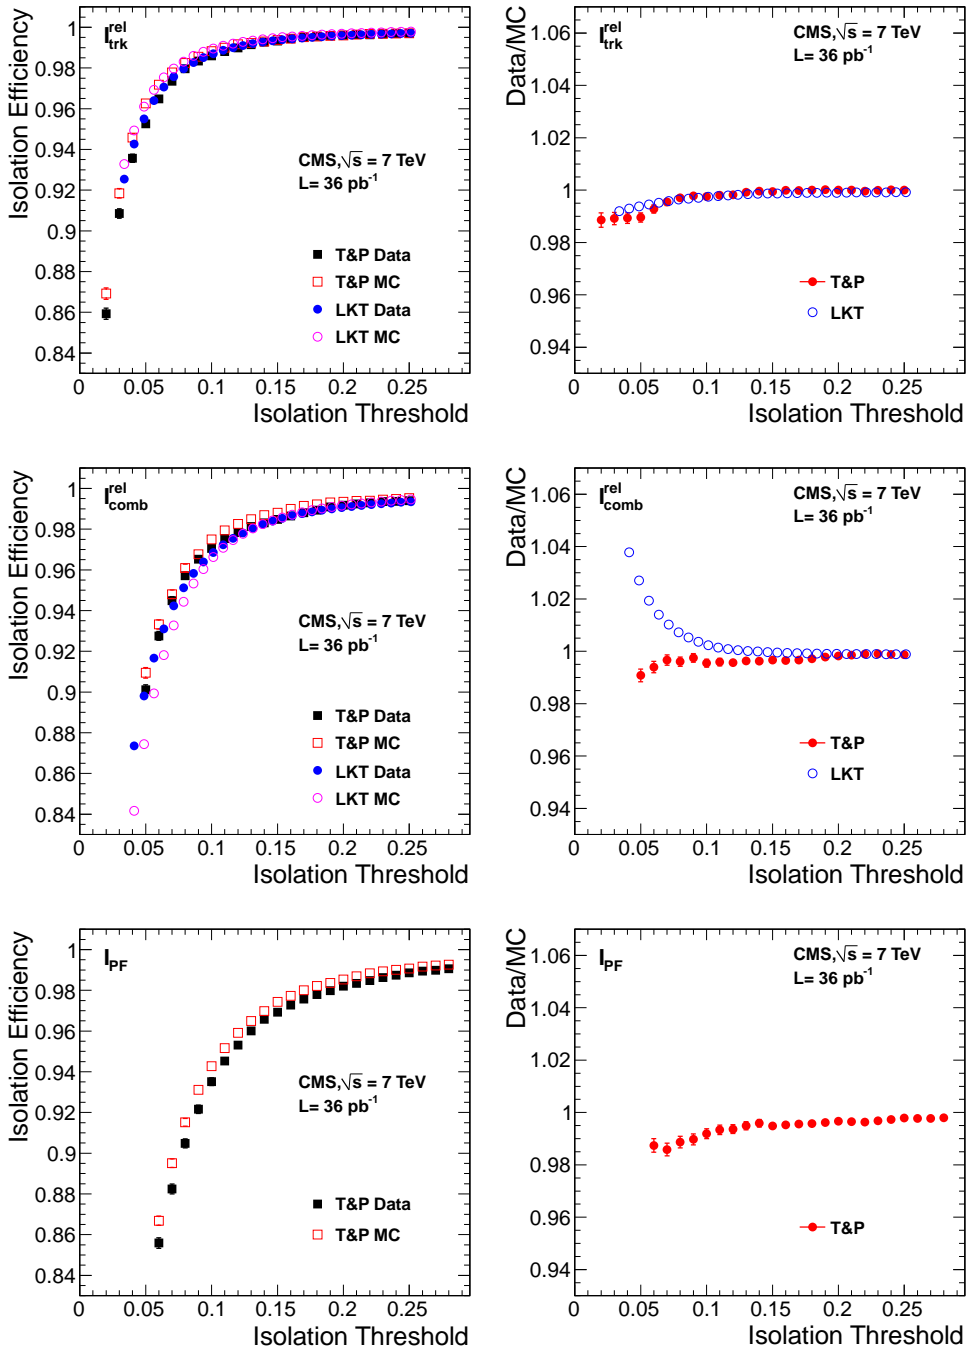 Isolation Efficiency
1
0.98
0.96
0.94
0.92
0.9
0.88
0.86
0.84
I rel trk
CMS,√s = 7 TeV
L= 36 pb-1
T&P Data
T&P MC
LKT Data
LKT MC
0 0.05 0.1 0.15 0.2 0.25
Isolation Threshold
Data/MC
1.06
1.04
1.02
1
0.98
0.96
0.94
I rel trk
CMS,√s = 7 TeV
L= 36 pb-1
T&P
LKT
0 0.05 0.1 0.15 0.2 0.25
Isolation Threshold
Isolation Efficiency
1
0.98
0.96
0.94
0.92
0.9
0.88
0.86
0.84
I rel comb
CMS,√s = 7 TeV
L= 36 pb-1
T&P Data
T&P MC
LKT Data
LKT MC
0 0.05 0.1 0.15 0.2 0.25
Isolation Threshold
Data/MC
1.06
1.04
1.02
1
0.98
0.96
0.94
I rel comb
CMS,√s = 7 TeV
L= 36 pb-1
T&P
LKT
0 0.05 0.1 0.15 0.2 0.25
Isolation Threshold
Isolation Efficiency
1
0.98
0.96
0.94
0.92
0.9
0.88
0.86
0.84
I PF
CMS,√s = 7 TeV
L= 36 pb-1
T&P Data
T&P MC
0 0.05 0.1 0.15 0.2 0.25
Isolation Threshold
Data/MC
1.06
1.04
1.02
1
0.98
0.96
0.94
I PF
CMS,√s = 7 TeV
L= 36 pb-1
T&P
0 0.05 0.1 0.15 0.2 0.25
Isolation Threshold